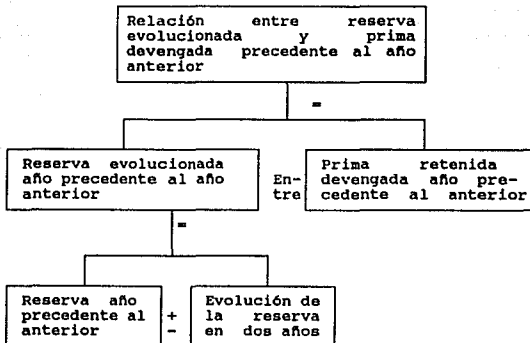 Relación entre reserva
evolucionada y prima
devengada precedente al año
anterior
=
Reserva evolucionada
año precedente al año
anterior
En-
tre
Prima retenida
devengada año pre-
cedente al anterior
=
Reserva año
precedente al
anterior
+
-
Evolución de
la reserva
en dos años